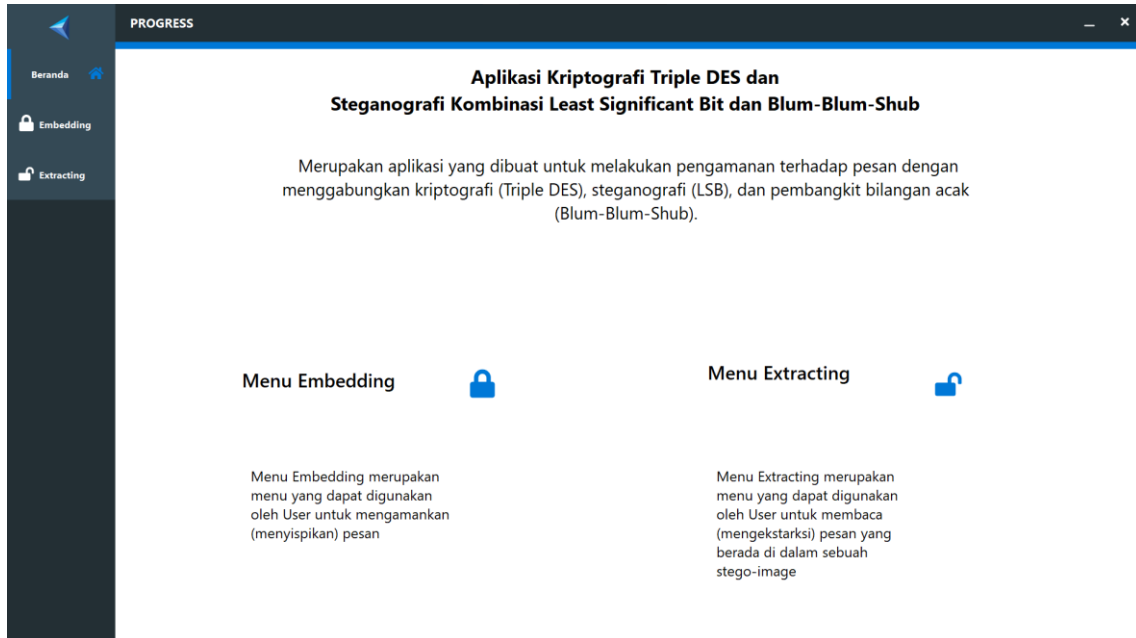 PROGRESS
Beranda
Embedding
Extracting
Aplikasi Kriptografi Triple DES dan
Steganografi Kombinasi Least Significant Bit dan Blum-Blum-Shub
Merupakan aplikasi yang dibuat untuk melakukan pengamanan terhadap pesan dengan
menggabungkan kriptografi (Triple DES), steganografi (LSB), dan pembangkit bilangan acak
(Blum-Blum-Shub).
Menu Embedding
Menu Embedding merupakan
menu yang dapat digunakan
oleh User untuk mengamankan
(menyispikan) pesan
Menu Extracting
Menu Extracting merupakan
menu yang dapat digunakan
oleh User untuk membaca
(mengekstarksi) pesan yang
berada di dalam sebuah
stego-image